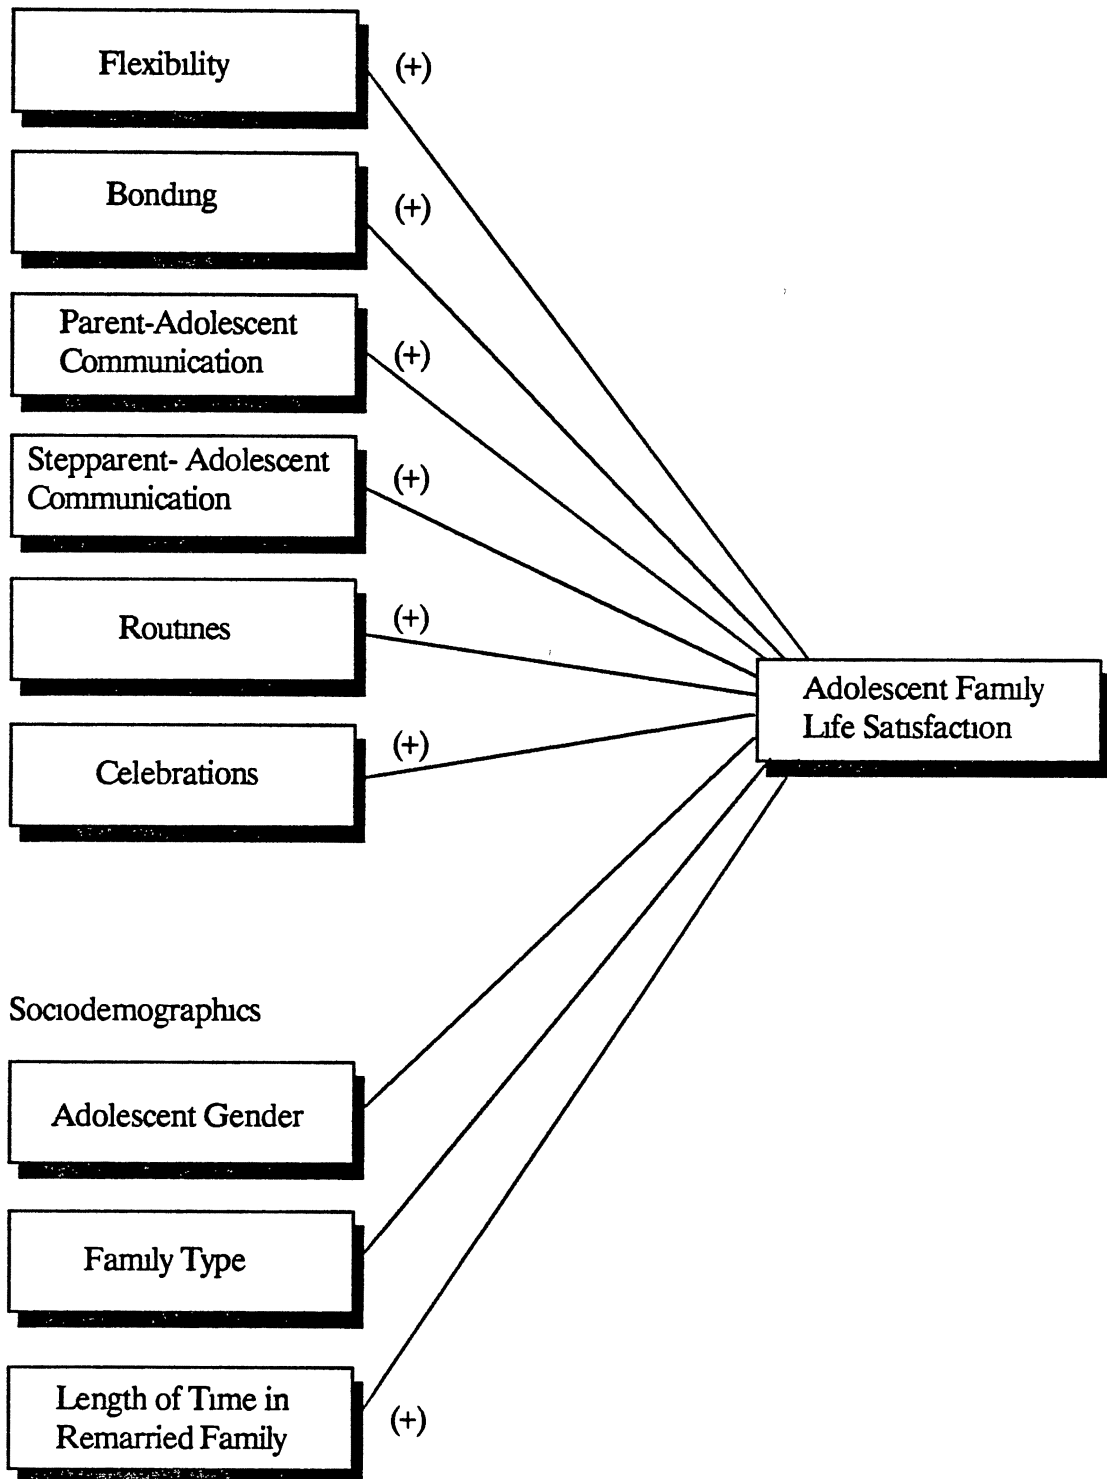 Flexibility
(+)
Bonding
(+)
Parent-Adolescent
Communication
(+)
Stepparent- Adolescent
Communication
(+)
Routines
(+)
Celebrations
(+)
Adolescent Family
Life Satisfaction
Sociodemographics
Adolescent Gender
Family Type
Length of Time in
Remarried Family
(+)